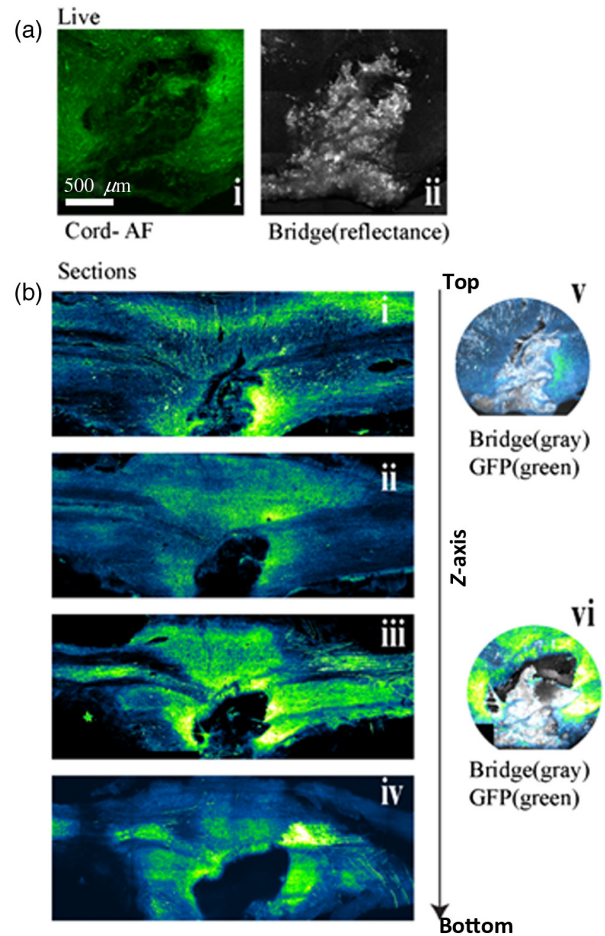 Live
(a)
500 μm
i
ii
Cord- AF
Bridge(reflectance)
Sections
(b)
i
ii
iii
iv
Top
Z-axis
Bottom
v
Bridge(gray)
GFP(green)
vi
Bridge(gray)
GFP(green)